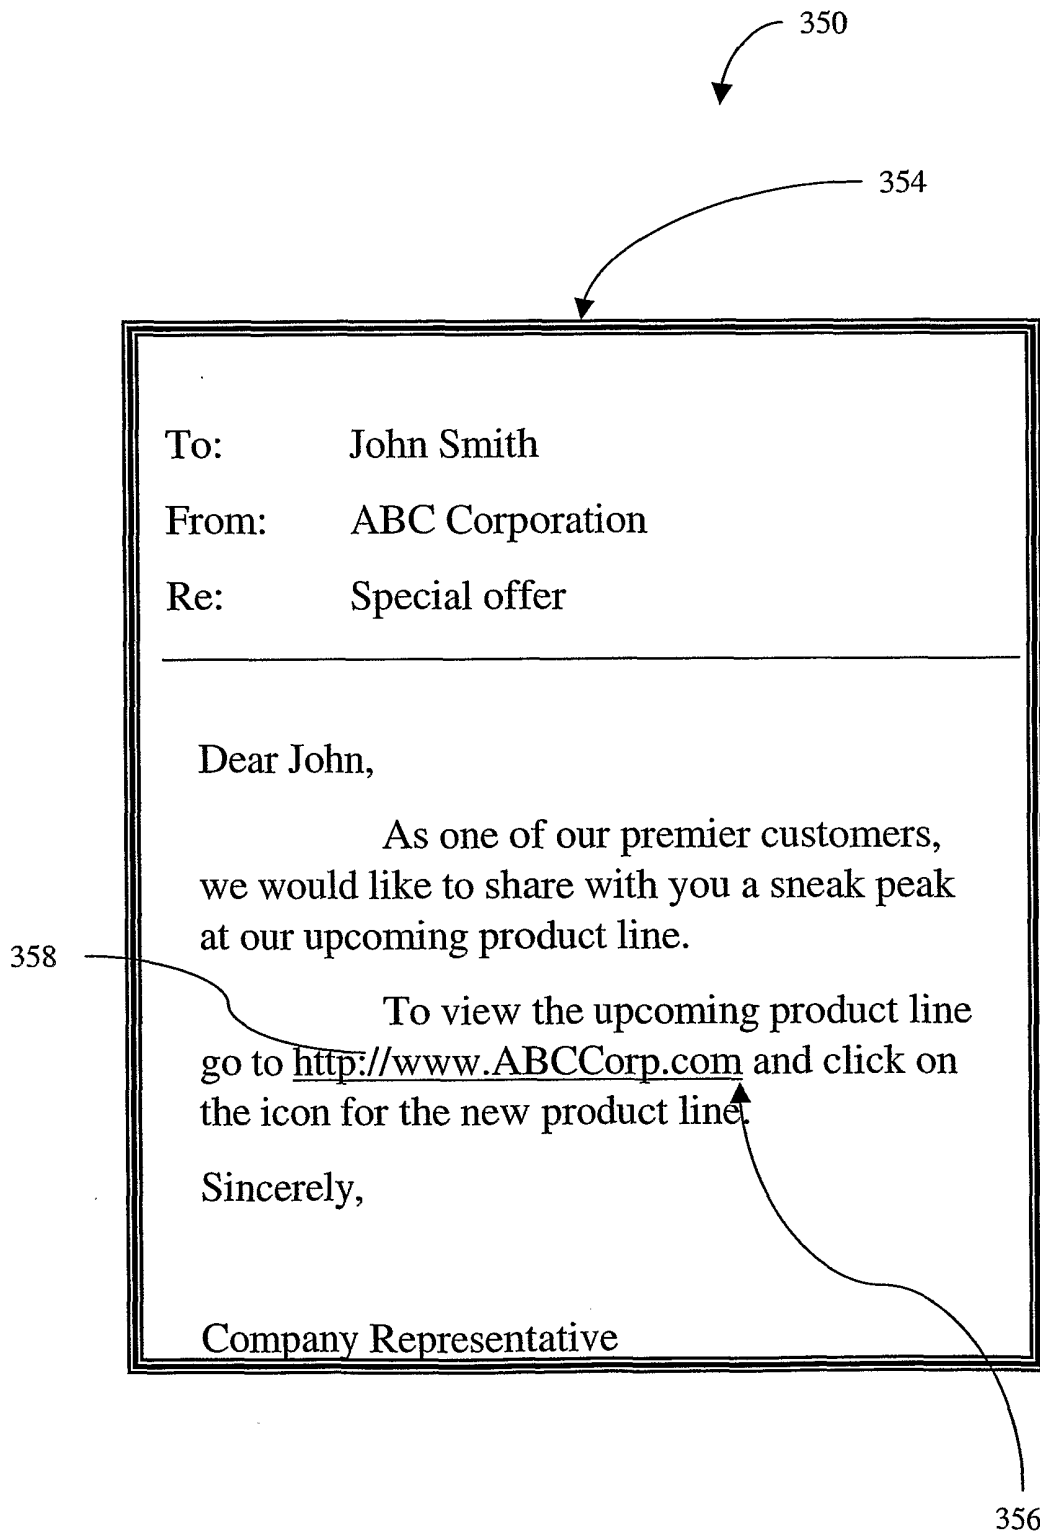 350
354
To: John Smith
From: ABC Corporation
Re: Special offer
Dear John,
As one of our premier customers,
we would like to share with you a sneak peak
at our upcoming product line.
358
To view the upcoming product line
go to http://www.ABCCorp.com and click on
the icon for the new product line.
Sincerely,
Company Representative
356